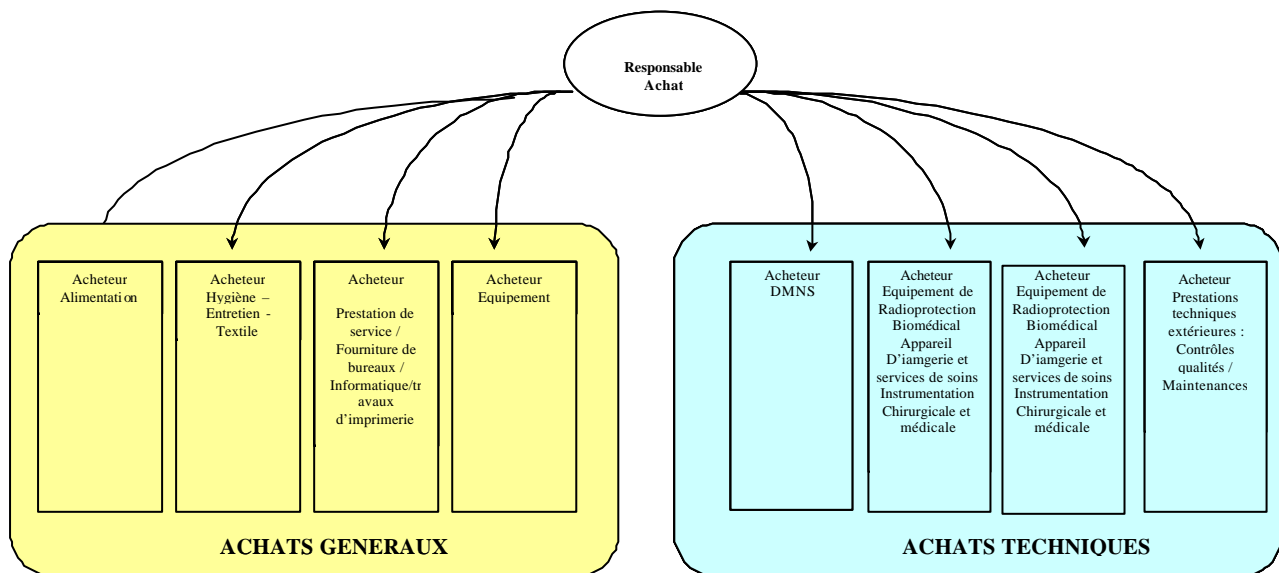 Responsable
Achat
Acheteur
Alimentation
Acheteur
Hygiène –
Entretien -
Textile
Acheteur
Prestation de
service /
Fourniture de
bureaux /
Informatique/tr
avaux
d’imprimerie
Acheteur
Equipement
ACHATS GENERAUX
Acheteur
DMNS
Acheteur
Equipement de
Radioprotection
Biomédical
Appareil
D’iamgerie et
services de soins
Instrumentation
Chirurgicale et
médicale
Acheteur
Equipement de
Radioprotection
Biomédical
Appareil
D’iamgerie et
services de soins
Instrumentation
Chirurgicale et
médicale
Acheteur
Prestations
techniques
extérieures :
Contrôles
qualités /
Maintenances
ACHATS TECHNIQUES